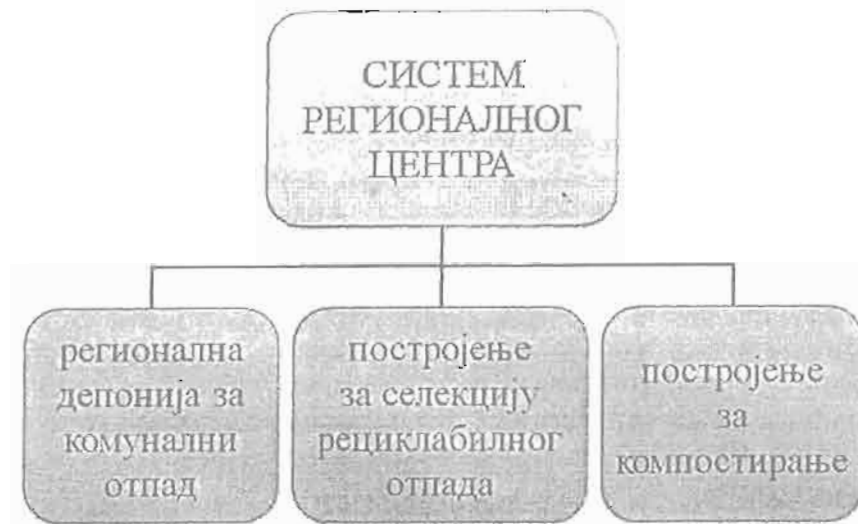 СИСТЕМ
РЕГИОНАЛНОГ
ЦЕНТРА
регионална
депонија за
комунални
отпад
постројење
за селекцију
рециклабилног
отпада
постројење
за
компостирање